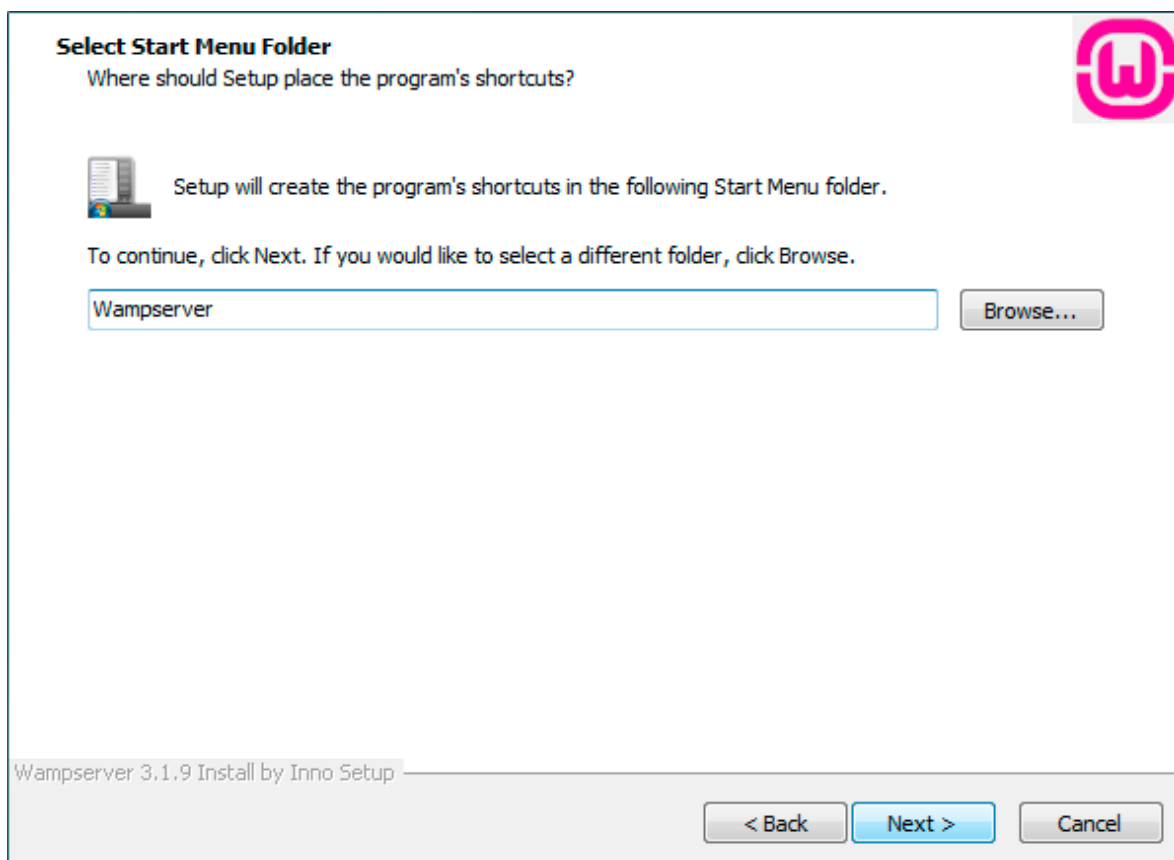 Select Start Menu Folder
Where should Setup place the program's shortcuts?
W
Setup will create the program's shortcuts in the following Start Menu folder.
To continue, click Next. If you would like to select a different folder, click Browse.
Wampserver
Browse...
Wampserver 3.1.9 Install by Inno Setup
< Back
Next >
Cancel